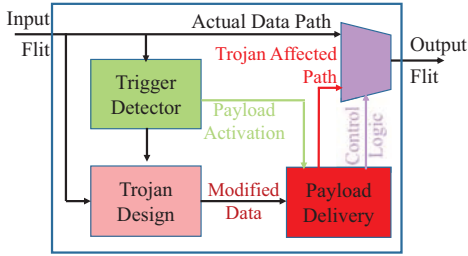 Input
Flit
Actual Data Path
Trojan Affected
Path
Output
Flit
Trigger
Detector
Payload
Activation
Control
Logic
Trojan
Design
Modified
Data
Payload
Delivery